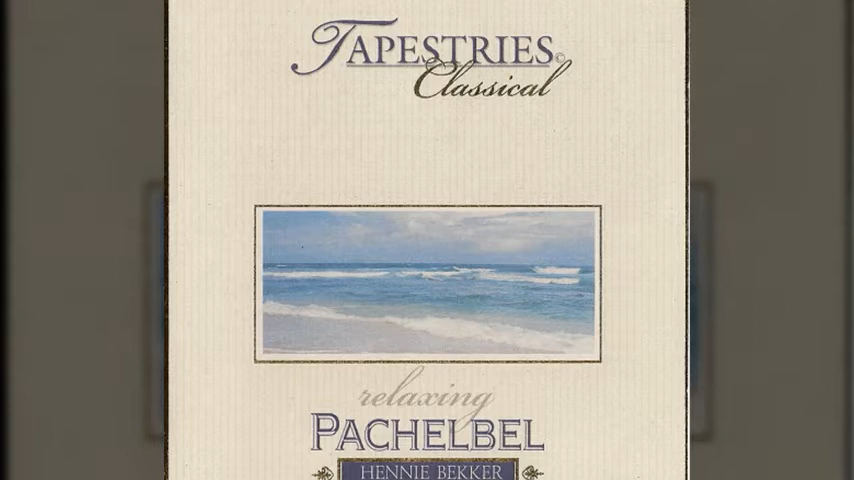 TAPESTRIES©
Classical
relaxing
PACHELBEL
HENNIE BEKKER